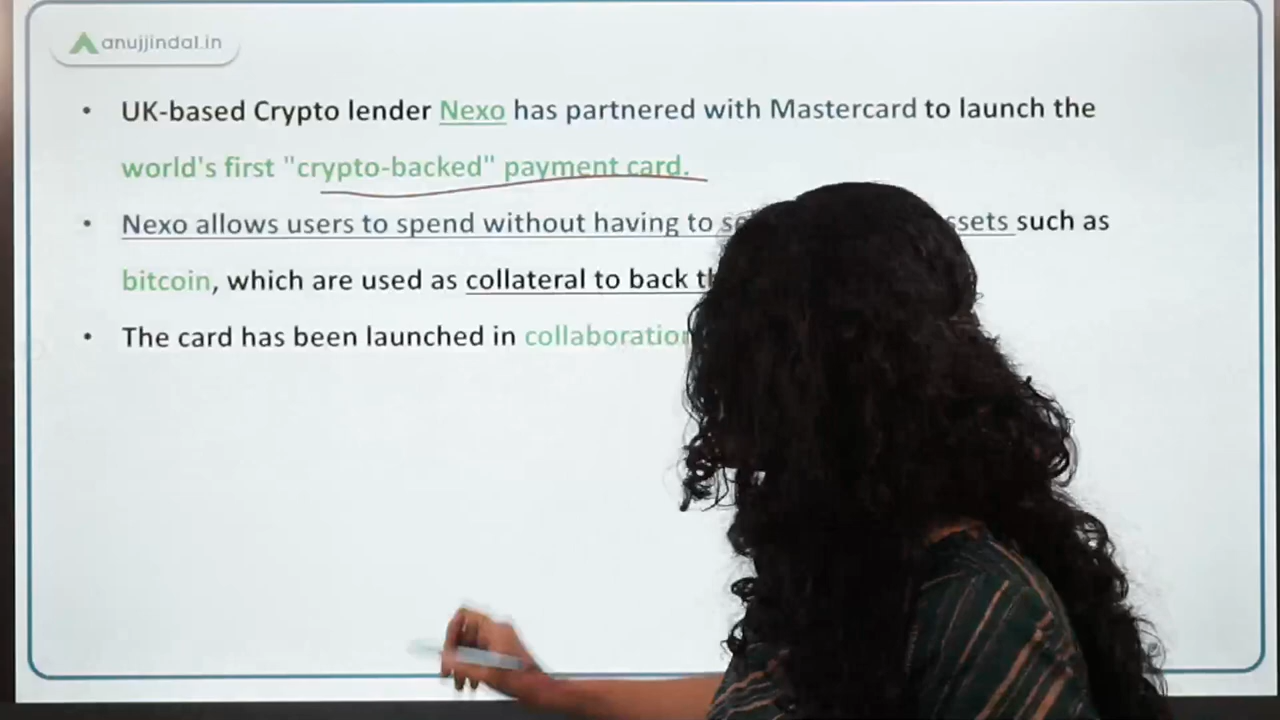 anujjindal.in
• UK-based Crypto lender Nexo has partnered with Mastercard to launch the
world's first "crypto-backed" payment card.
• Nexo allows users to spend without having to such as
bitcoin, which are used as collateral to back
• The card has been launched in collaboration